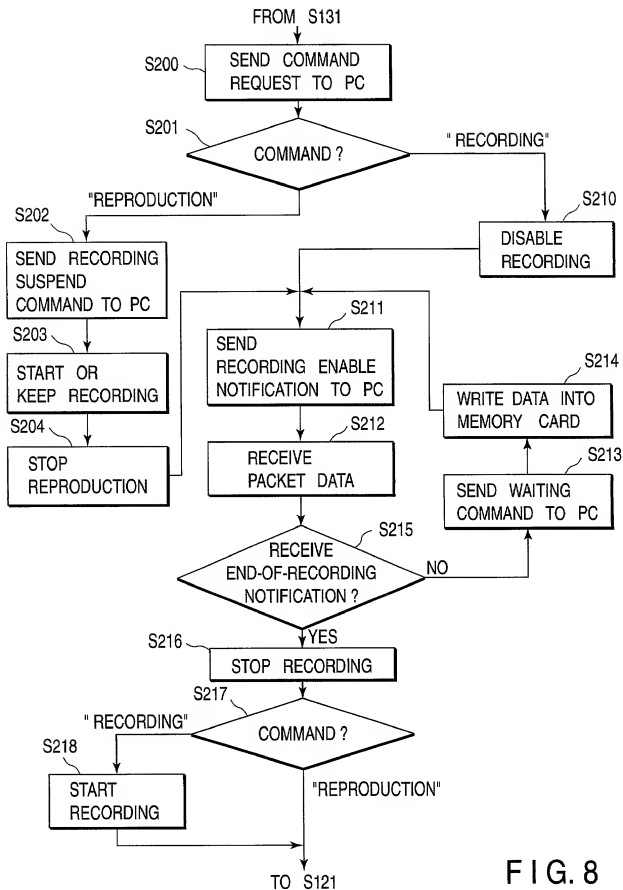 FROM S131
S200
SEND COMMAND
REQUEST TO PC
S201
COMMAND ?
"RECORDING"
"REPRODUCTION"
S202
SEND RECORDING
SUSPEND
COMMAND TO PC
S210
DISABLE
RECORDING
S203
START OR
KEEP RECORDING
S204
STOP
REPRODUCTION
S211
SEND
RECORDING ENABLE
NOTIFICATION TO PC
S214
WRITE DATA INTO
MEMORY CARD
S212
RECEIVE
PACKET DATA
S213
SEND WAITING
COMMAND TO PC
S215
RECEIVE
END-OF-RECORDING
NOTIFICATION ?
NO
YES
S216
STOP RECORDING
S217
COMMAND ?
"RECORDING"
S218
START
RECORDING
"REPRODUCTION"
TO S121
FIG. 8